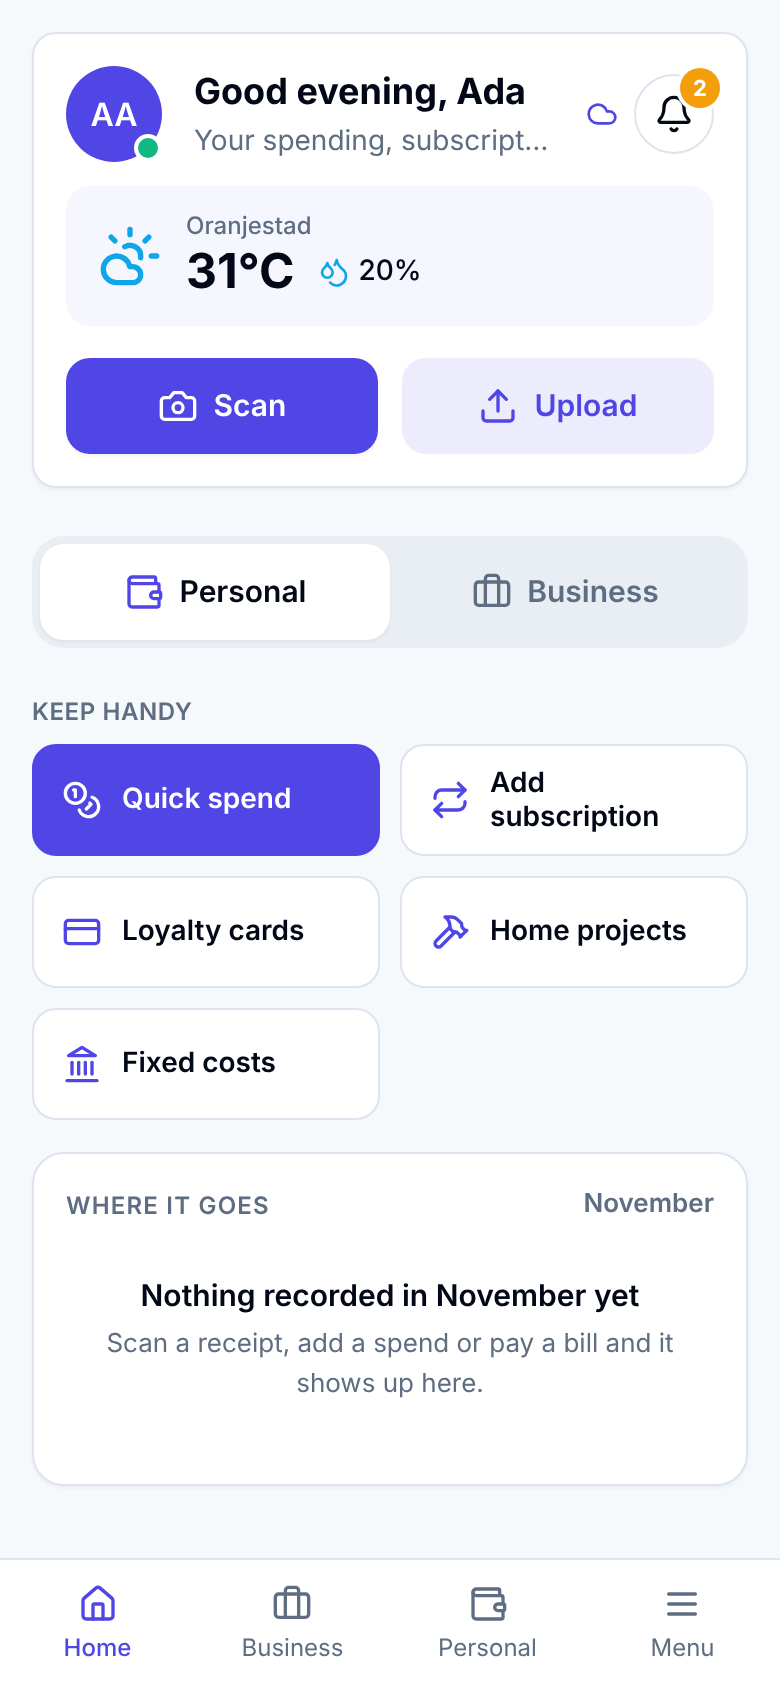 AA
Good evening, Ada
Your spending, subscript...
2
Oranjestad
31°C
20%
Scan
Upload
Personal
Business
KEEP HANDY
Quick spend
Add
subscription
Loyalty cards
Home projects
Fixed costs
WHERE IT GOES
November
Nothing recorded in November yet
Scan a receipt, add a spend or pay a bill and it
shows up here.
Home
Business
Personal
Menu